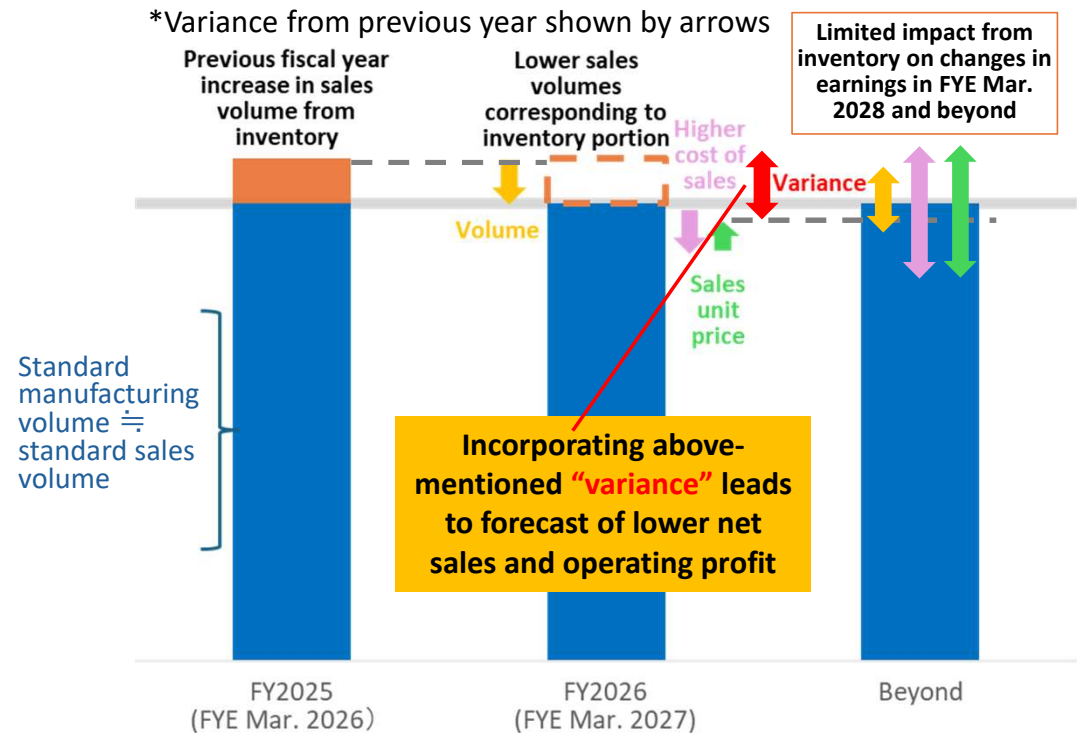 *Variance from previous year shown by arrows
Previous fiscal year
increase in sales
volume from
inventory
Lower sales
volumes
corresponding to
inventory portion
Limited impact from
inventory on changes in
earnings in FYE Mar.
2028 and beyond
Higher
cost of
sales
Variance
Volume
Sales
unit
price
Standard
manufacturing
volume ≒
standard sales
volume
Incorporating above-
mentioned “variance” leads
to forecast of lower net
sales and operating profit
FY2025
(FYE Mar. 2026）
FY2026
(FYE Mar. 2027)
Beyond